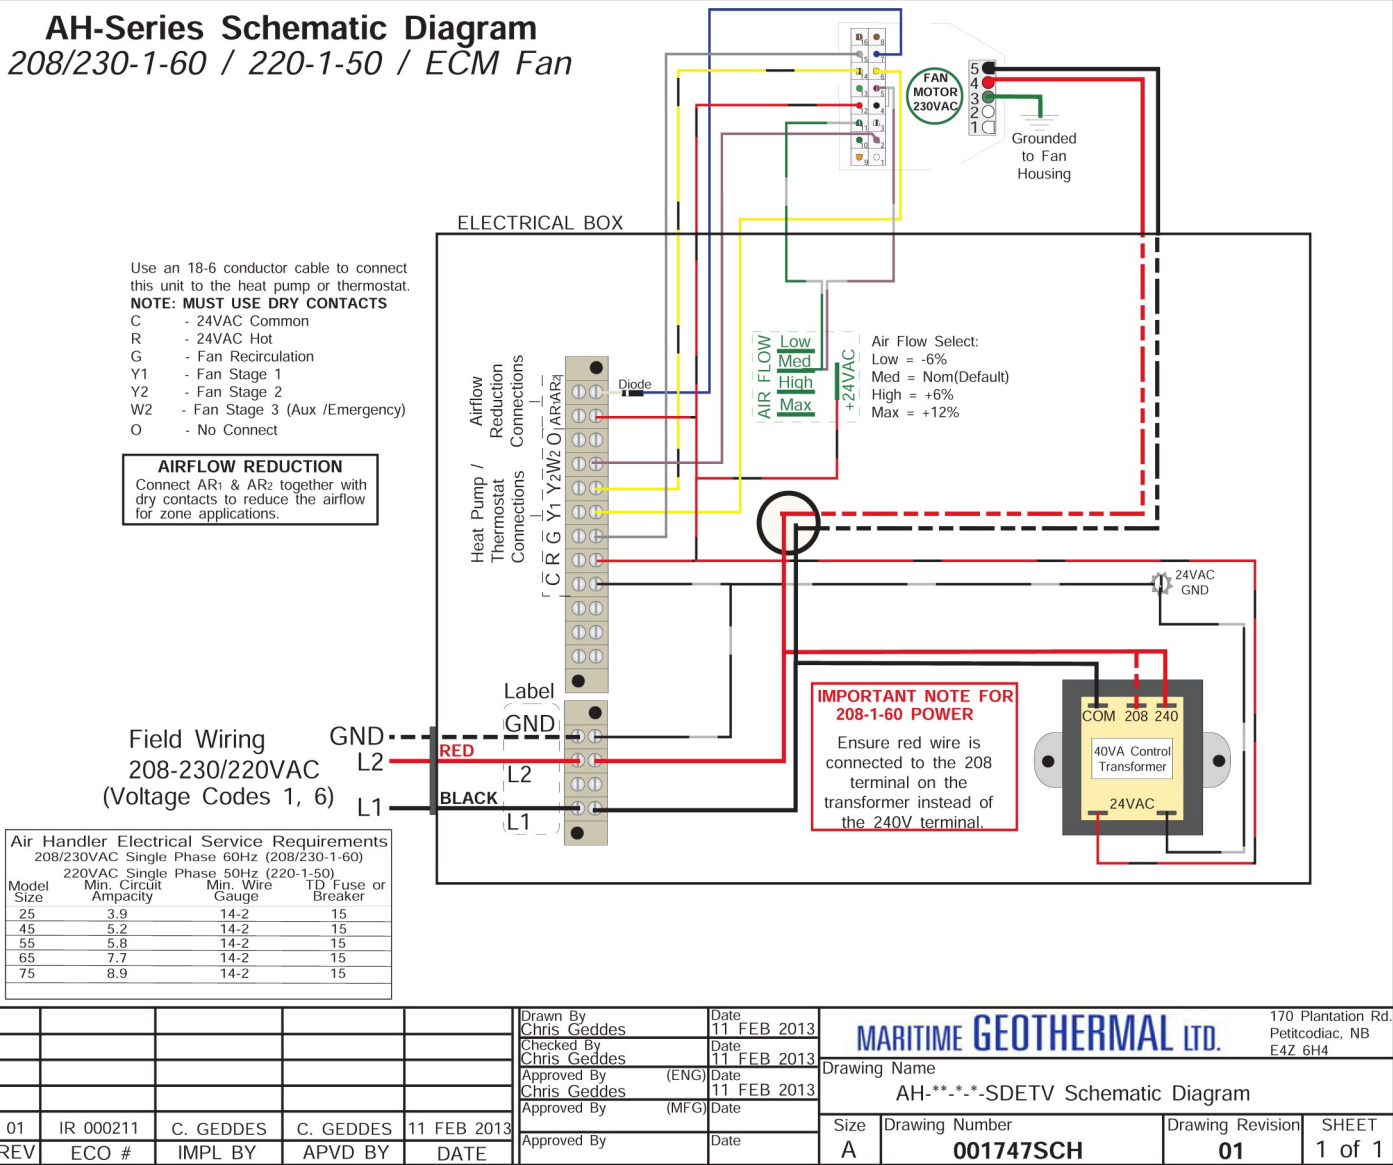 AH-Series Schematic Diagram
208/230-1-60 / 220-1-50 / ECM Fan
16 8
15 7
14 6
13 5
12 4
11 3
10 2
9 1
FAN
MOTOR
230VAC
5
4
3
2
1
Grounded
to Fan
Housing
ELECTRICAL BOX
Use an 18-6 conductor cable to connect
this unit to the heat pump or thermostat.
NOTE: MUST USE DRY CONTACTS
C - 24VAC Common
R - 24VAC Hot
G - Fan Recirculation
Y1 - Fan Stage 1
Y2 - Fan Stage 2
W2 - Fan Stage 3 (Aux /Emergency)
O - No Connect
AIRFLOW REDUCTION
Connect AR1 & AR2 together with
dry contacts to reduce the airflow
for zone applications.
Airflow
Reduction
Connections
Heat Pump /
Thermostat
Connections
AR2
AR1
O
W2
Y2
Y1
G
R
C
Diode
AIR FLOW
Low
Med
High
Max
+24VAC
Air Flow Select:
Low = -6%
Med = Nom(Default)
High = +6%
Max = +12%
24VAC
GND
Label
GND
L2
L1
Field Wiring
208-230/220VAC
(Voltage Codes 1, 6)
GND
L2
L1
RED
BLACK
IMPORTANT NOTE FOR
208-1-60 POWER
Ensure red wire is
connected to the 208
terminal on the
transformer instead of
the 240V terminal.
COM 208 240
40VA Control
Transformer
24VAC
Air Handler Electrical Service Requirements
208/230VAC Single Phase 60Hz (208/230-1-60)
220VAC Single Phase 50Hz (220-1-50)
Model Size Min. Circuit Ampacity Min. Wire Gauge TD Fuse or Breaker
25 3.9 14-2 15
45 5.2 14-2 15
55 5.8 14-2 15
65 7.7 14-2 15
75 8.9 14-2 15
01 IR 000211 C. GEDDES C. GEDDES 11 FEB 2013
REV ECO # IMPL BY APVD BY DATE
Drawn By Date
Chris Geddes 11 FEB 2013
Checked By Date
Chris Geddes 11 FEB 2013
Approved By (ENG) Date
Chris Geddes 11 FEB 2013
Approved By (MFG) Date
Approved By Date
MARITIME GEOTHERMAL LTD.
170 Plantation Rd.
Petitcodiac, NB
E4Z 6H4
Drawing Name
AH-**-*-*-SDETV Schematic Diagram
Size Drawing Number Drawing Revision SHEET
A 001747SCH 01 1 of 1